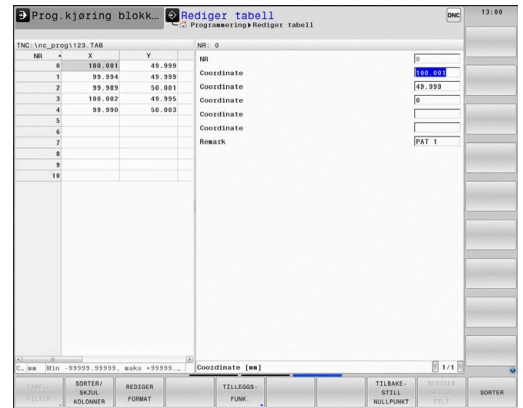 Prog.kjøring blokk… Rediger tabell DNC 13:00
Programmering▸Rediger tabell
TNC:\nc_prog\123.TAB NR: 0
NR X Y
0 100.001 49.999
1 99.994 49.999
2 99.989 50.001
3 100.002 49.995
4 99.990 50.003
5
6
7
8
9
10
NR 0
Coordinate 100.001
Coordinate 49.999
Coordinate 0
Coordinate
Coordinate
Remark PAT 1
C… mm Min -99999.99999, maks +99999.… Coordinate [mm] 1/1
TABELL FILTER
SORTER/ SKJUL KOLONNER
REDIGER FORMAT
TILLEGGS- FUNK.
TILBAKE- STILL NULLPUNKT
REDIGER FELT
SORTER